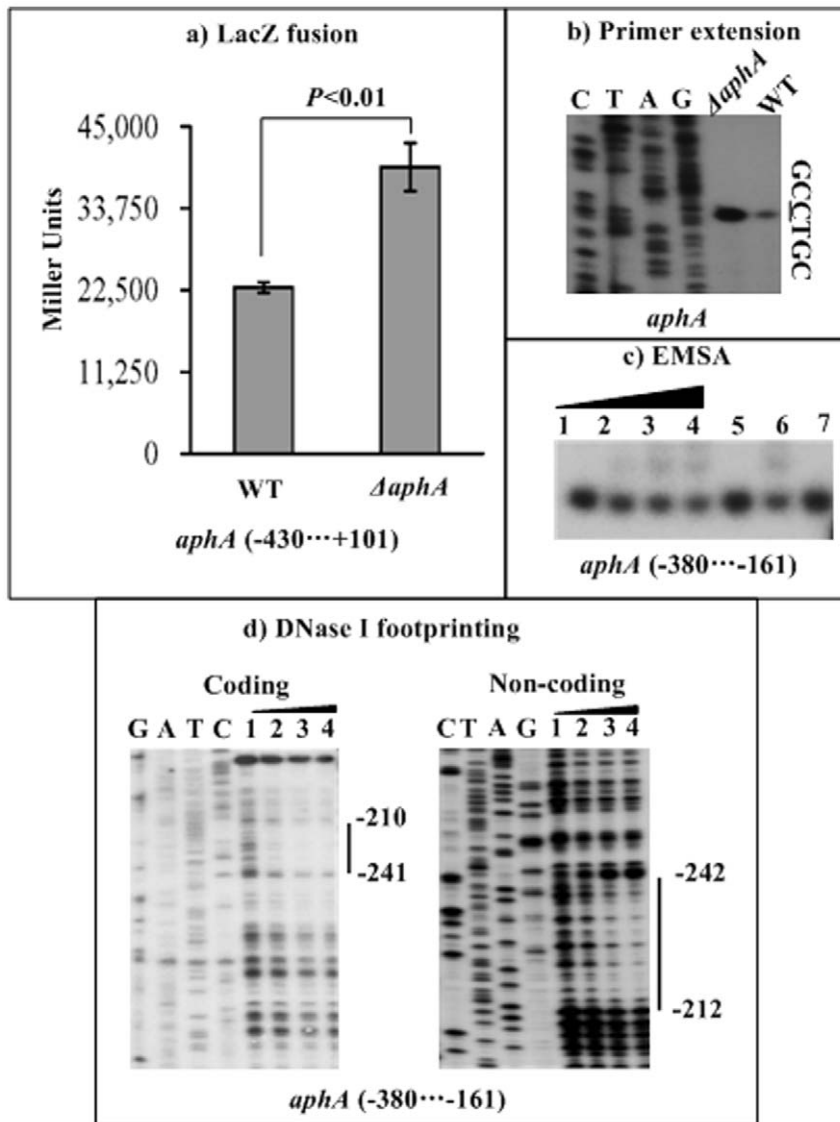 a) LacZ fusion
P<0.01
45,000
33,750
22,500
11,250
0
Miller Units
WT ΔaphA
aphA (-430···+101)
b) Primer extension
C T A G ΔaphA WT
GCCTGC
aphA
c) EMSA
1 2 3 4 5 6 7
aphA (-380···-161)
d) DNase I footprinting
Coding
G A T C 1 2 3 4
-210
-241
Non-coding
C T A G 1 2 3 4
-242
-212
aphA (-380···-161)